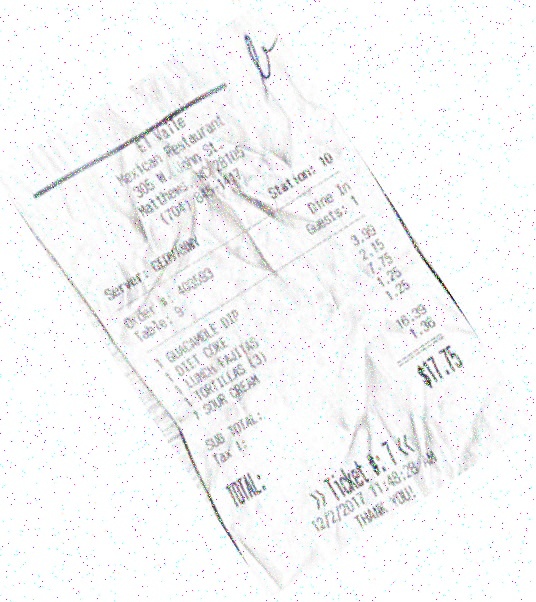 El Valle
Mexican Restaurant
305 W. John St.
Matthews, NC 28105
(704) 845-1417
Station: 10
Server:
Dine In
Order #: Guests: 1
Table: 9
1 GUACAMOLE DIP 3.99
1 DIET COKE 2.15
1 LUNCH FAJITAS 7.75
1 TORTILLAS (3) 1.25
1 SOUR CREAM 1.25
SUB TOTAL: 16.39
Tax 1: 1.36
TOTAL: $17.75
>> Ticket #: 7 <<
12/2/2017 11:48:28 AM
THANK YOU!